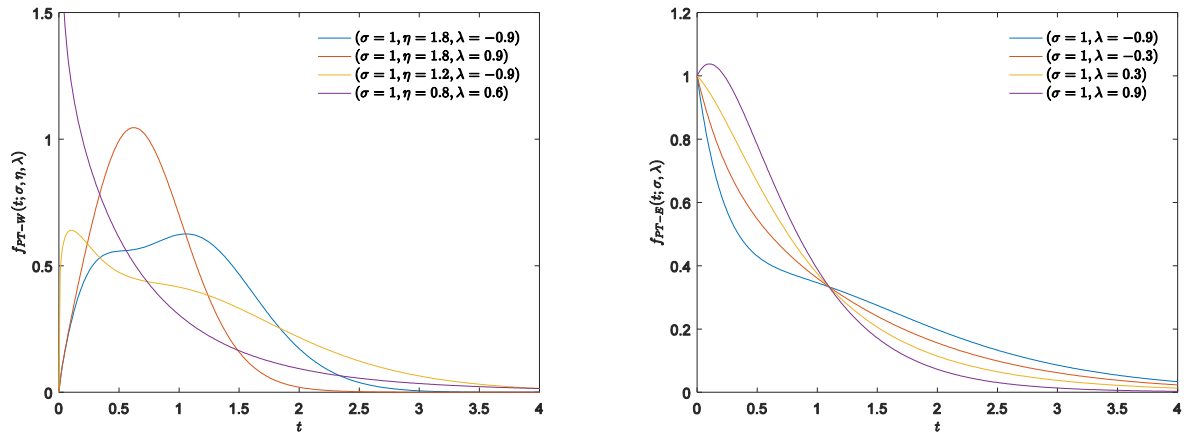 1.5
1
0.5
0
(σ = 1, η = 1.8, λ = −0.9)
(σ = 1, η = 1.8, λ = 0.9)
(σ = 1, η = 1.2, λ = −0.9)
(σ = 1, η = 0.8, λ = 0.6)
f_{PT−W}(t; σ, η, λ)
0 0.5 1 1.5 2 2.5 3 3.5 4
t
1.2
1
0.8
0.6
0.4
0.2
0
(σ = 1, λ = −0.9)
(σ = 1, λ = −0.3)
(σ = 1, λ = 0.3)
(σ = 1, λ = 0.9)
f_{PT−E}(t; σ, λ)
0 0.5 1 1.5 2 2.5 3 3.5 4
t